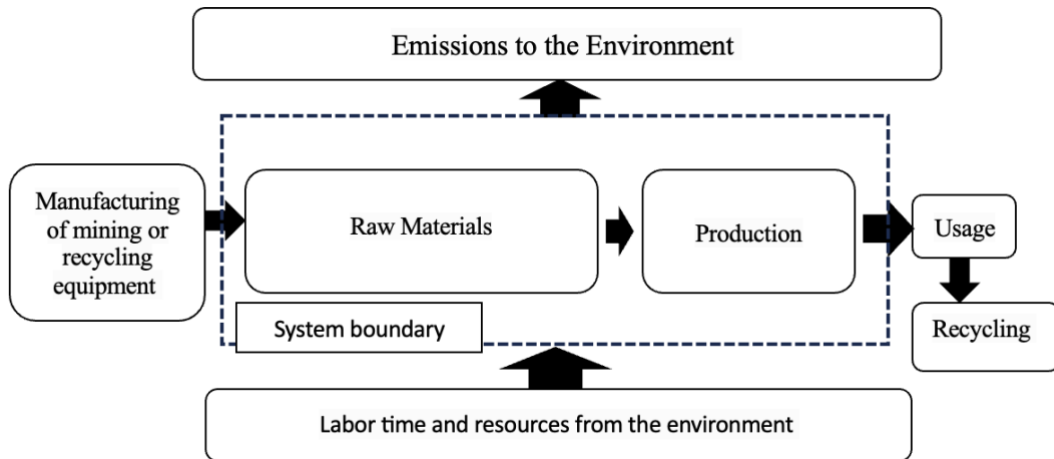 Emissions to the Environment
Manufacturing
of mining or
recycling
equipment
Raw Materials
Production
Usage
System boundary
Recycling
Labor time and resources from the environment